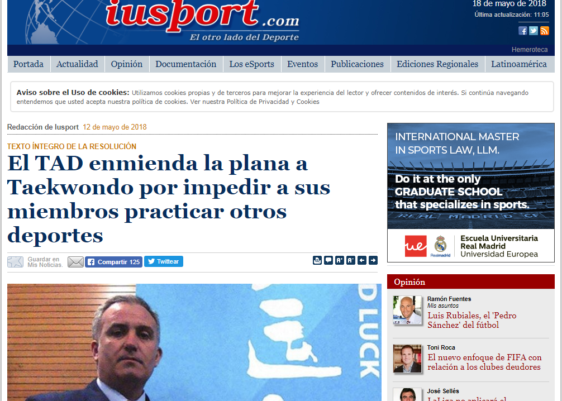 iusport.com
El otro lado del Deporte
18 de mayo de 2018
Última actualización: 11:05
Hemeroteca
Portada Actualidad Opinión Documentación Los eSports Eventos Publicaciones Ediciones Regionales Latinoamérica
Aviso sobre el Uso de cookies: Utilizamos cookies propias y de terceros para mejorar la experiencia del lector y ofrecer contenidos de interés. Si continúa navegando
entendemos que usted acepta nuestra política de cookies. Ver nuestra Política de Privacidad y Cookies
Redacción de Iusport 12 de mayo de 2018
TEXTO ÍNTEGRO DE LA RESOLUCIÓN
El TAD enmienda la plana a
Taekwondo por impedir a sus
miembros practicar otros
deportes
Guardar en
Mis Noticias
Compartir 125
Twittear
D LUCK
INTERNATIONAL MASTER
IN SPORTS LAW, LLM.
Do it at the only
GRADUATE SCHOOL
that specializes in sports.
REAL MADRID
ue
Realmadrid
Escuela Universitaria
Real Madrid
Universidad Europea
Opinión
Ramón Fuentes
Mis asuntos
Luis Rubiales, el 'Pedro
Sánchez' del fútbol
Toni Roca
El nuevo enfoque de FIFA con
relación a los clubes deudores
José Sellés